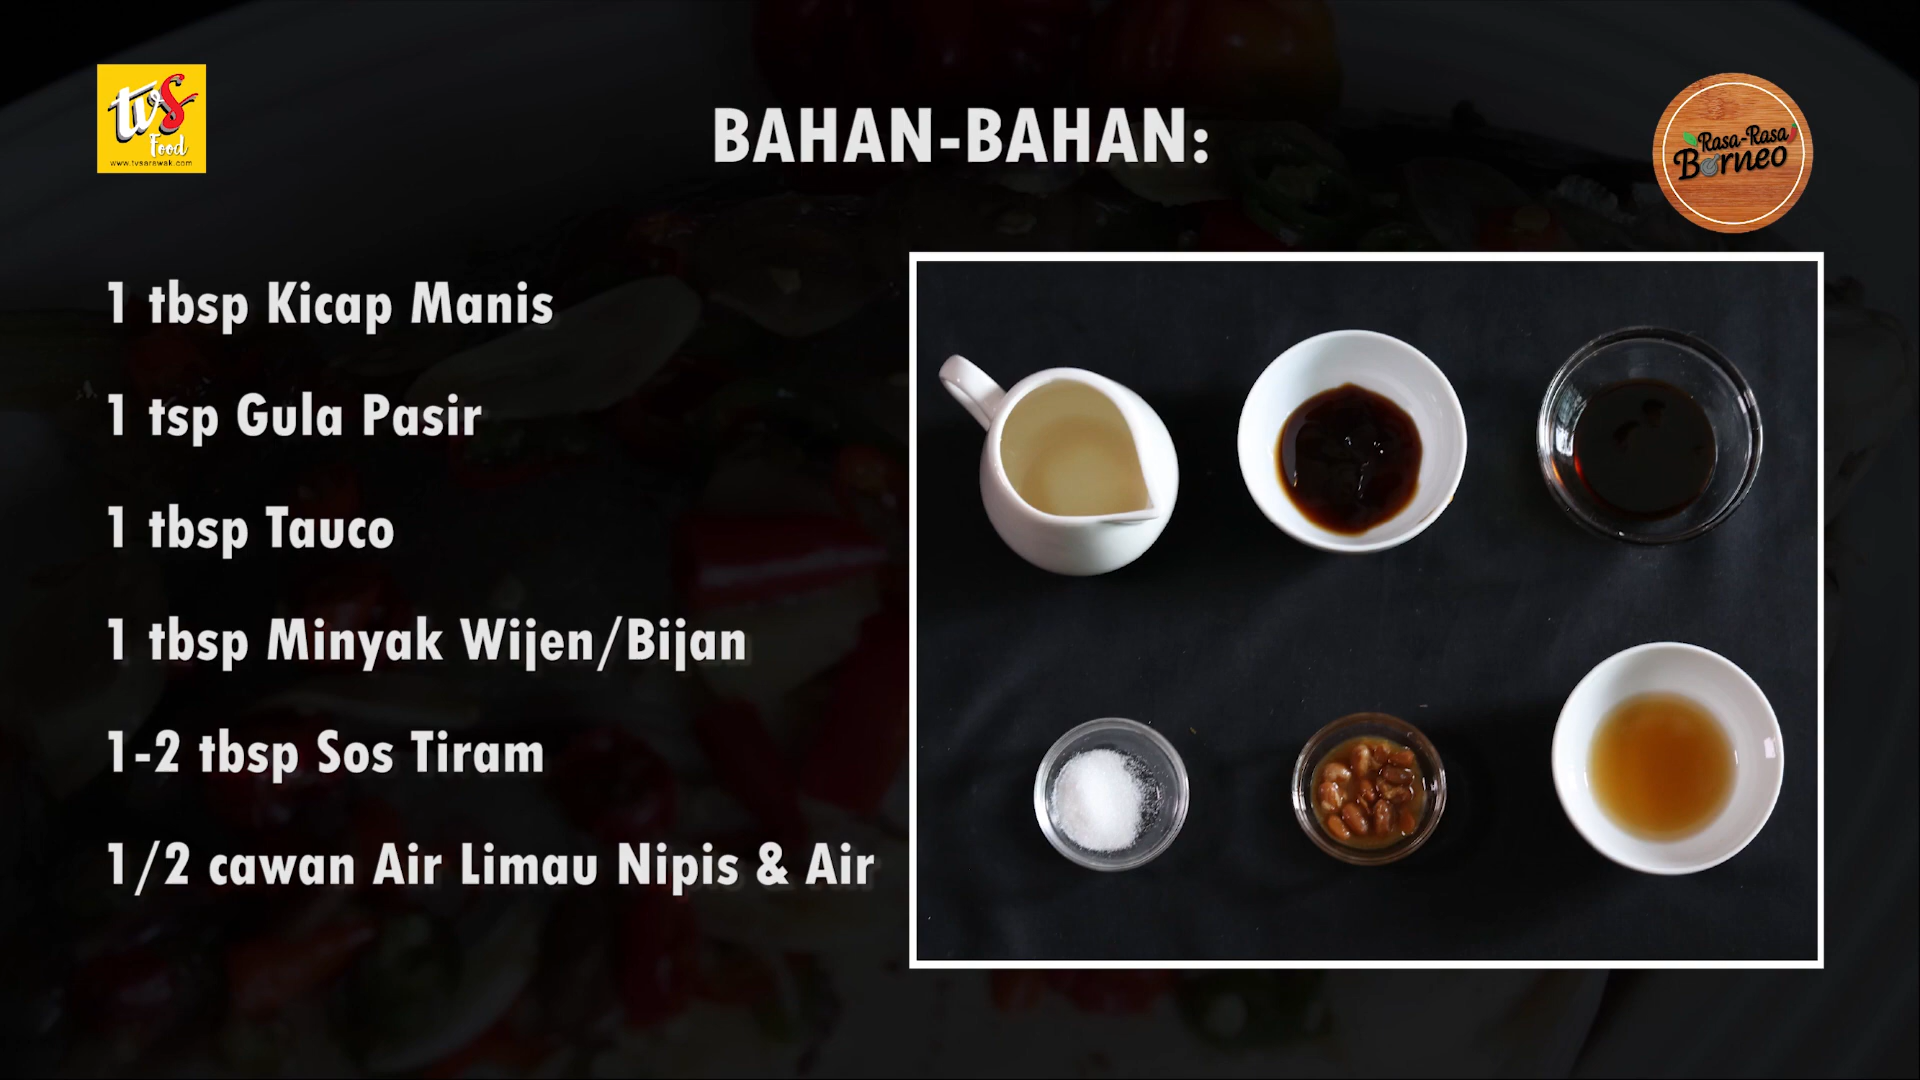 tvs
Food
www.tvsarawak.com
BAHAN-BAHAN:
Rasa-Rasa
Borneo
1 tbsp Kicap Manis
1 tsp Gula Pasir
1 tbsp Tauco
1 tbsp Minyak Wijen/Bijan
1-2 tbsp Sos Tiram
1/2 cawan Air Limau Nipis & Air